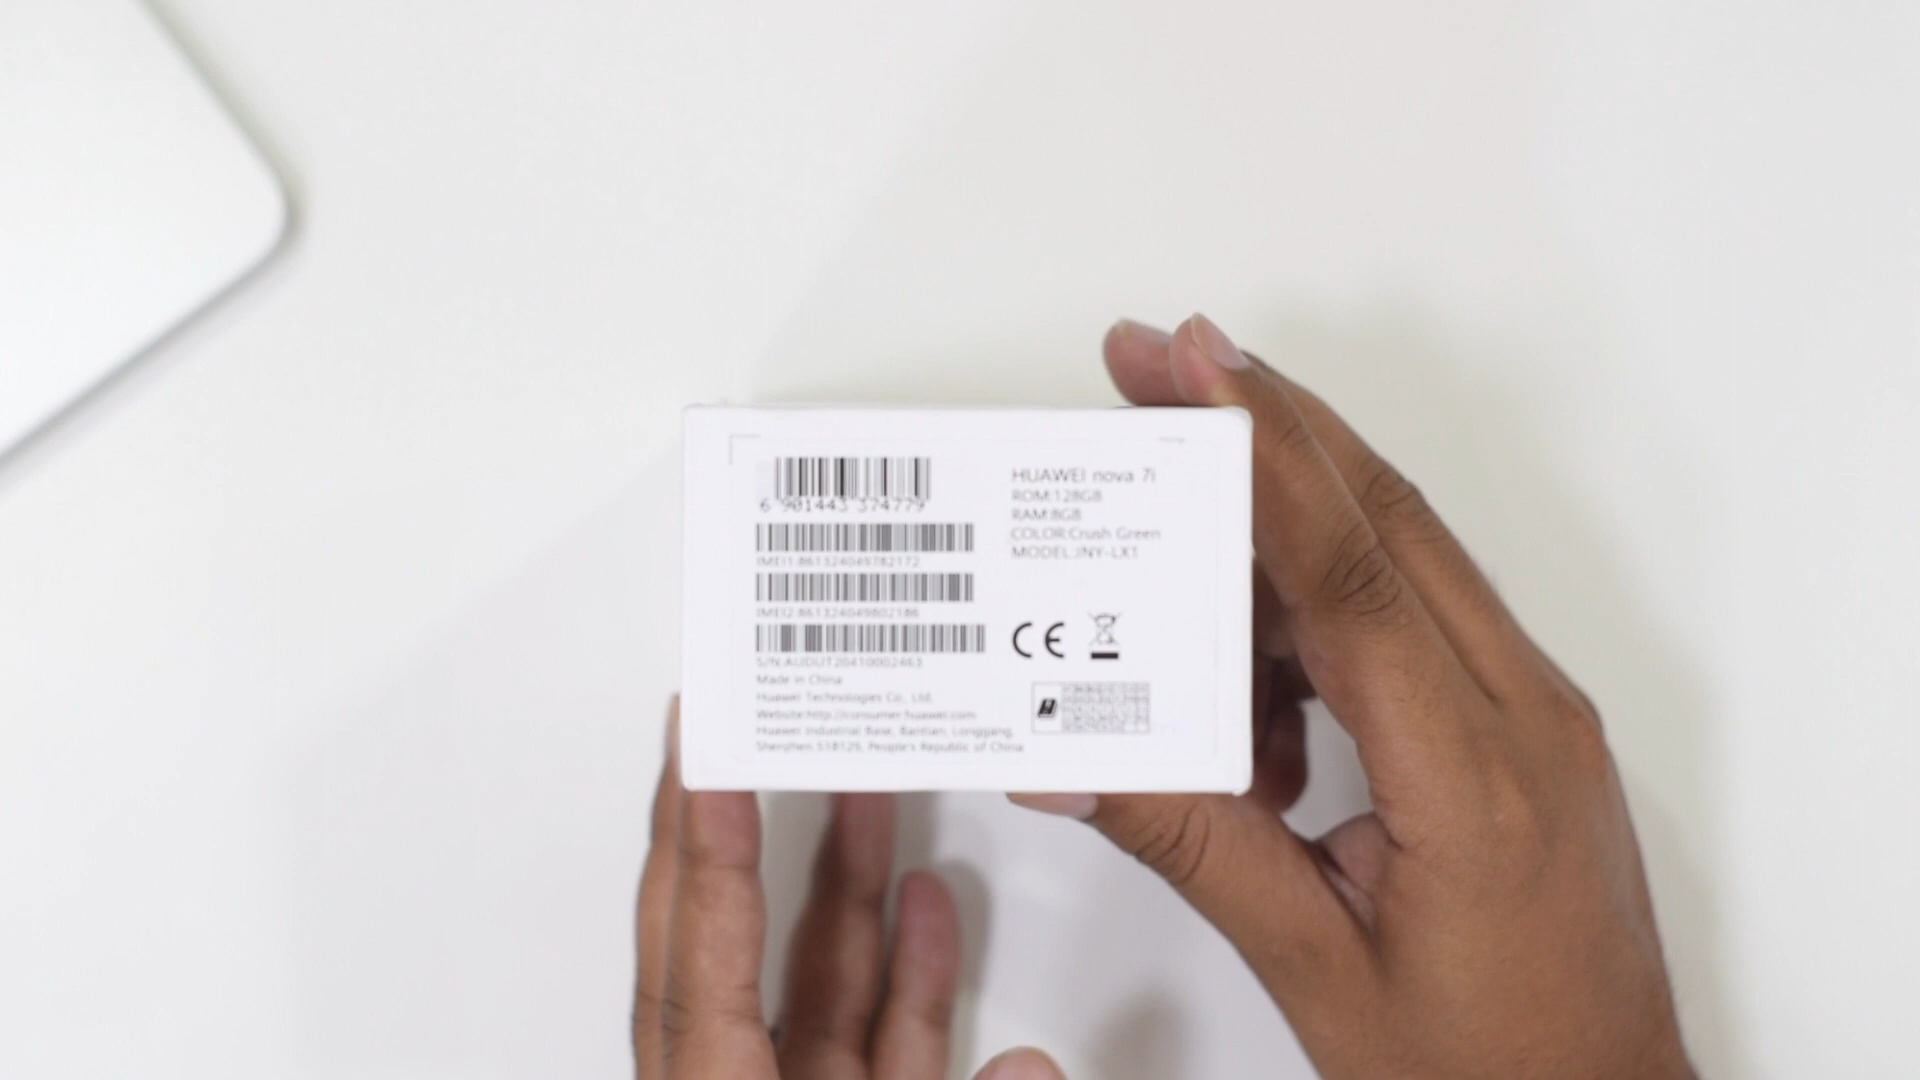 6 901443 374779
IMEI1:861324049782172
IMEI2:861324049802186
S/N:AUDUT20410002463
Made in China
Huawei Technologies Co., Ltd.
Website:http://consumer.huawei.com
Huawei Industrial Base, Bantian, Longgang,
Shenzhen 518129, People's Republic of China
HUAWEI nova 7i
ROM:128GB
RAM:8GB
COLOR:Crush Green
MODEL:JNY-LX1
CE